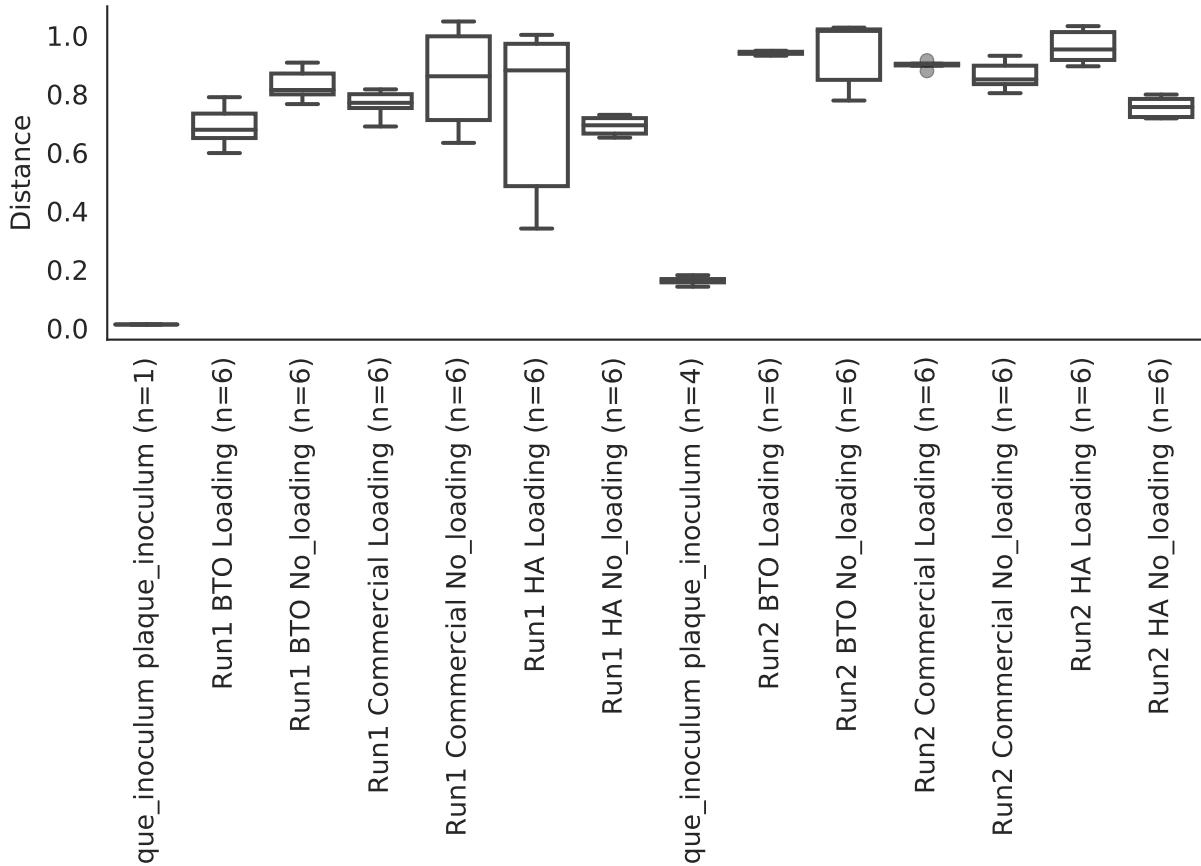 Distance
1.0
0.8
0.6
0.4
0.2
0.0
que_inoculum plaque_inoculum (n=1)
Run1 BTO Loading (n=6)
Run1 BTO No_loading (n=6)
Run1 Commercial Loading (n=6)
Run1 Commercial No_loading (n=6)
Run1 HA Loading (n=6)
Run1 HA No_loading (n=6)
que_inoculum plaque_inoculum (n=4)
Run2 BTO Loading (n=6)
Run2 BTO No_loading (n=6)
Run2 Commercial Loading (n=6)
Run2 Commercial No_loading (n=6)
Run2 HA Loading (n=6)
Run2 HA No_loading (n=6)